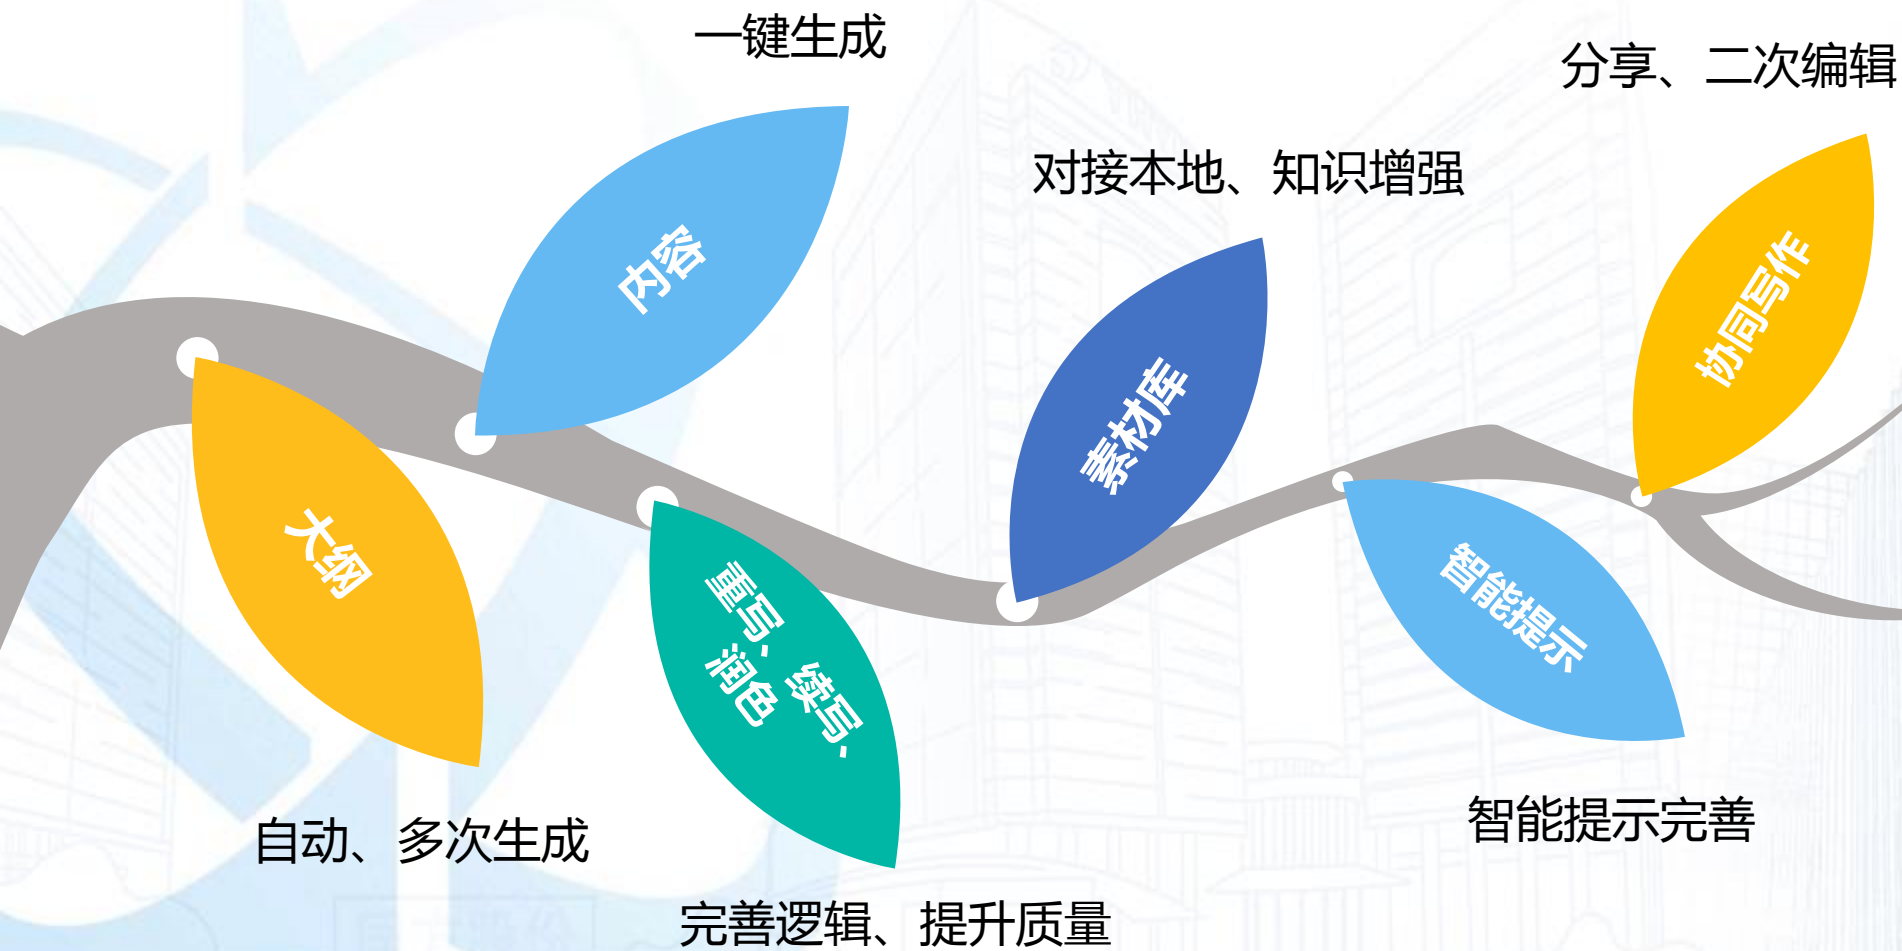 一键生成
分享、二次编辑
对接本地、知识增强
内容
协同写作
素材库
大纲
重写、续写、
润色
智能提示
自动、多次生成
智能提示完善
完善逻辑、提升质量